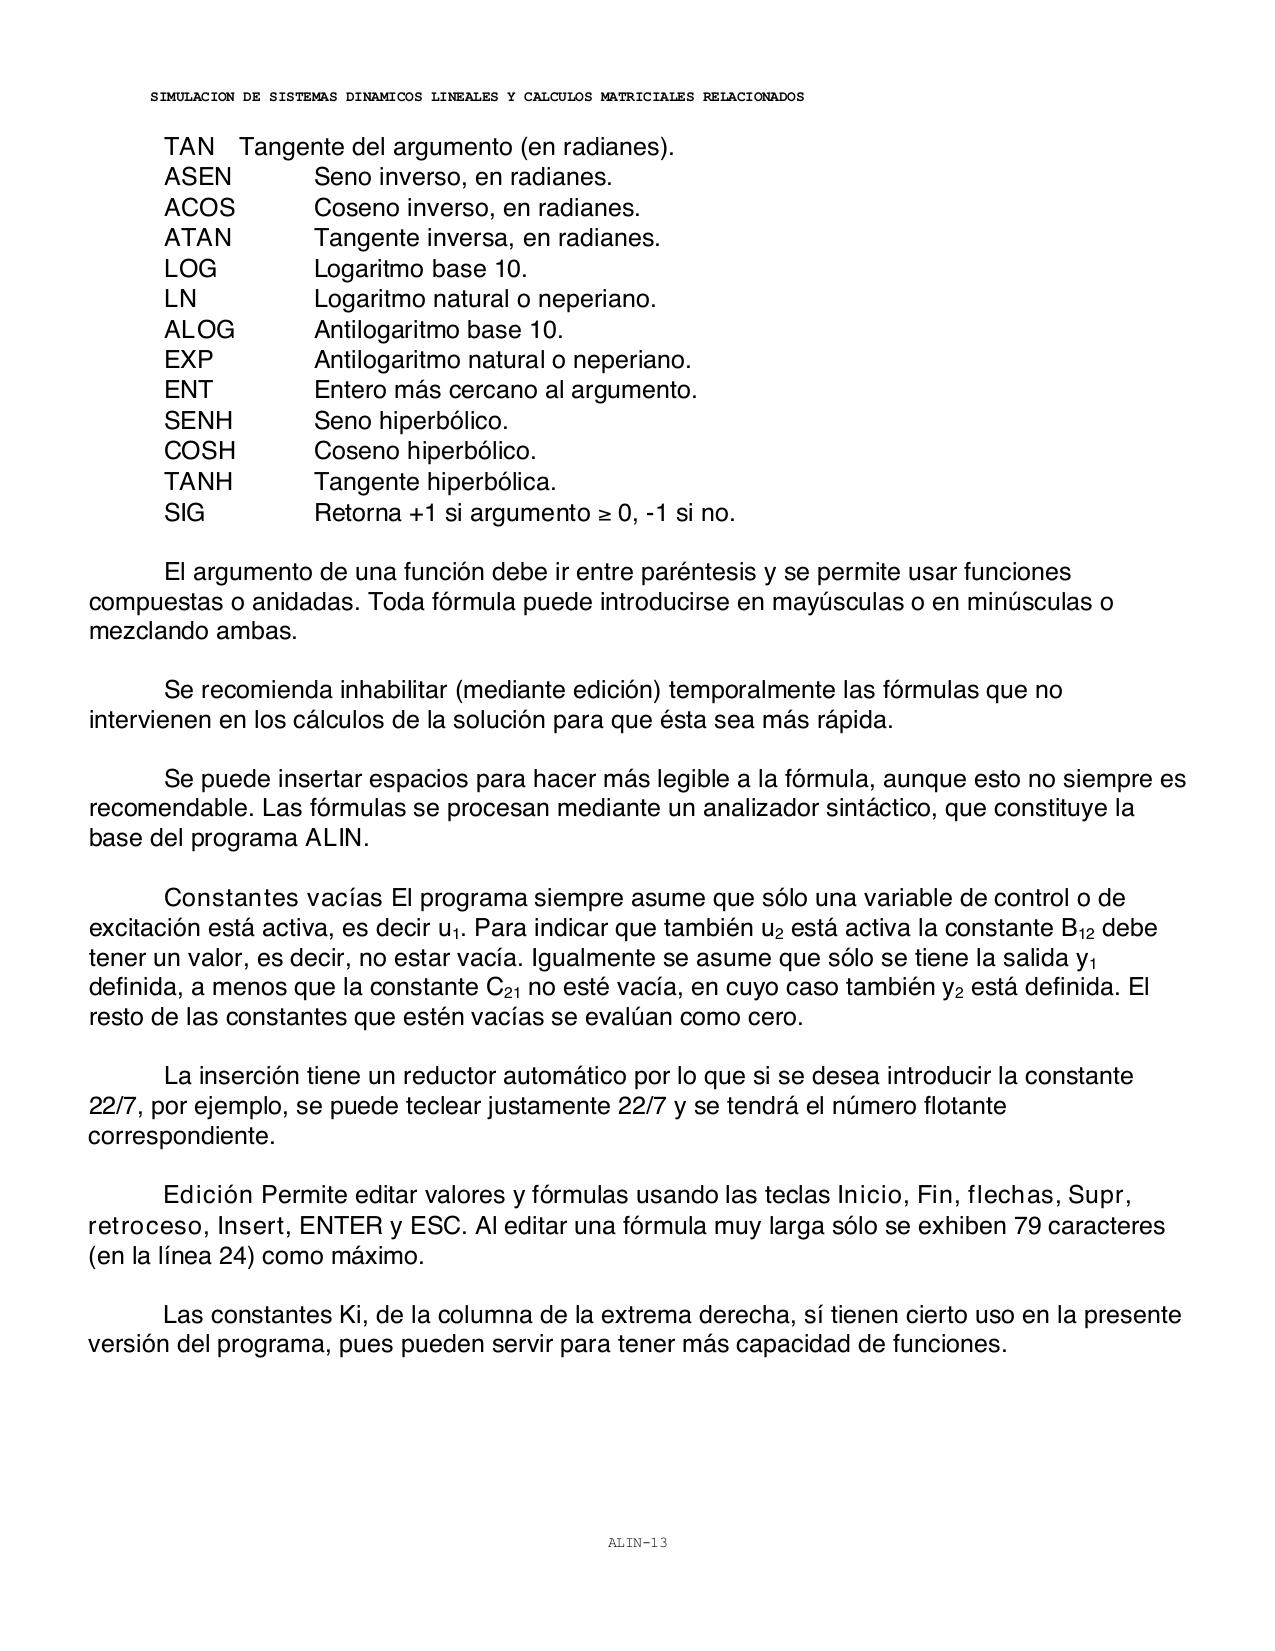 SIMULACION DE SISTEMAS DINAMICOS LINEALES Y CALCULOS MATRICIALES RELACIONADOS
TAN Tangente del argumento (en radianes).
ASEN Seno inverso, en radianes.
ACOS Coseno inverso, en radianes.
ATAN Tangente inversa, en radianes.
LOG Logaritmo base 10.
LN Logaritmo natural o neperiano.
ALOG Antilogaritmo base 10.
EXP Antilogaritmo natural o neperiano.
ENT Entero más cercano al argumento.
SENH Seno hiperbólico.
COSH Coseno hiperbólico.
TANH Tangente hiperbólica.
SIG Retorna +1 si argumento ≥ 0, -1 si no.
El argumento de una función debe ir entre paréntesis y se permite usar funciones
compuestas o anidadas. Toda fórmula puede introducirse en mayúsculas o en minúsculas o
mezclando ambas.
Se recomienda inhabilitar (mediante edición) temporalmente las fórmulas que no
intervienen en los cálculos de la solución para que ésta sea más rápida.
Se puede insertar espacios para hacer más legible a la fórmula, aunque esto no siempre es
recomendable. Las fórmulas se procesan mediante un analizador sintáctico, que constituye la
base del programa ALIN.
Constantes vacías El programa siempre asume que sólo una variable de control o de
excitación está activa, es decir u₁. Para indicar que también u₂ está activa la constante B₁₂ debe
tener un valor, es decir, no estar vacía. Igualmente se asume que sólo se tiene la salida y₁
definida, a menos que la constante C₂₁ no esté vacía, en cuyo caso también y₂ está definida. El
resto de las constantes que estén vacías se evalúan como cero.
La inserción tiene un reductor automático por lo que si se desea introducir la constante
22/7, por ejemplo, se puede teclear justamente 22/7 y se tendrá el número flotante
correspondiente.
Edición Permite editar valores y fórmulas usando las teclas Inicio, Fin, flechas, Supr,
retroceso, Insert, ENTER y ESC. Al editar una fórmula muy larga sólo se exhiben 79 caracteres
(en la línea 24) como máximo.
Las constantes Ki, de la columna de la extrema derecha, sí tienen cierto uso en la presente
versión del programa, pues pueden servir para tener más capacidad de funciones.
ALIN-13